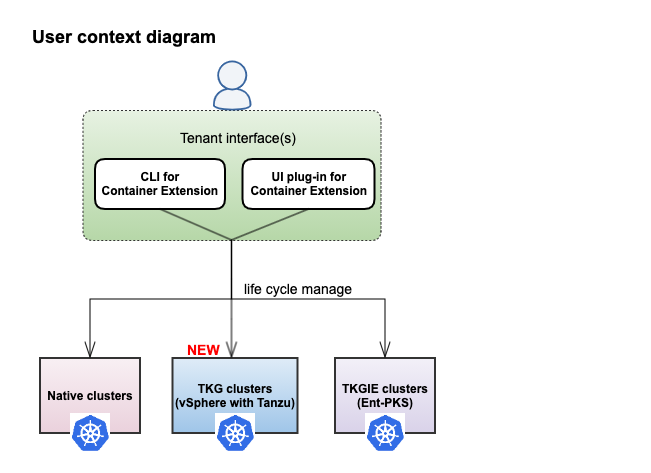 User context diagram
Tenant interface(s)
CLI for
Container Extension
UI plug-in for
Container Extension
life cycle manage
NEW
Native clusters
TKG clusters
(vSphere with Tanzu)
TKGIE clusters
(Ent-PKS)